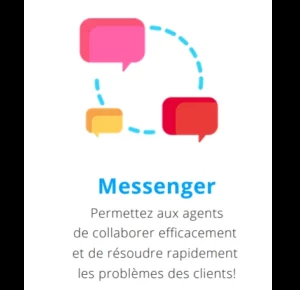 Messenger
Permettez aux agents
de collaborer efficacement
et de résoudre rapidement
les problèmes des clients!